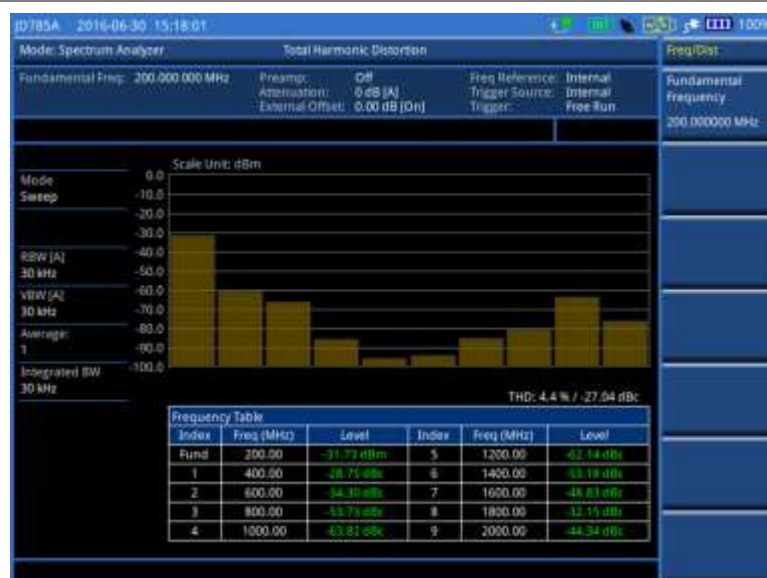 JD785A 2016-06-30 15:18:01 100%
Mode: Spectrum Analyzer Total Harmonic Distortion Freq/Dist
Fundamental Freq: 200.000 000 MHz
Preamp: Off
Attenuation: 0 dB [A]
External Offset: 0.00 dB [On]
Freq Reference: Internal
Trigger Source: Internal
Trigger: Free Run
Fundamental
Frequency
200.000000 MHz
Scale Unit: dBm
Mode
Sweep
RBW [A]
30 kHz
VBW [A]
30 kHz
Average:
1
Integrated BW
30 kHz
0.0
-10.0
-20.0
-30.0
-40.0
-50.0
-60.0
-70.0
-80.0
-90.0
-100.0
THD: 4.4 % / -27.04 dBc
Frequency Table
Index Freq (MHz) Level Index Freq (MHz) Level
Fund 200.00 -31.73 dBm 5 1200.00 -62.14 dBc
1 400.00 -28.75 dBc 6 1400.00 -53.18 dBc
2 600.00 -34.30 dBc 7 1600.00 -48.83 dBc
3 800.00 -53.73 dBc 8 1800.00 -32.15 dBc
4 1000.00 -63.82 dBc 9 2000.00 -44.34 dBc